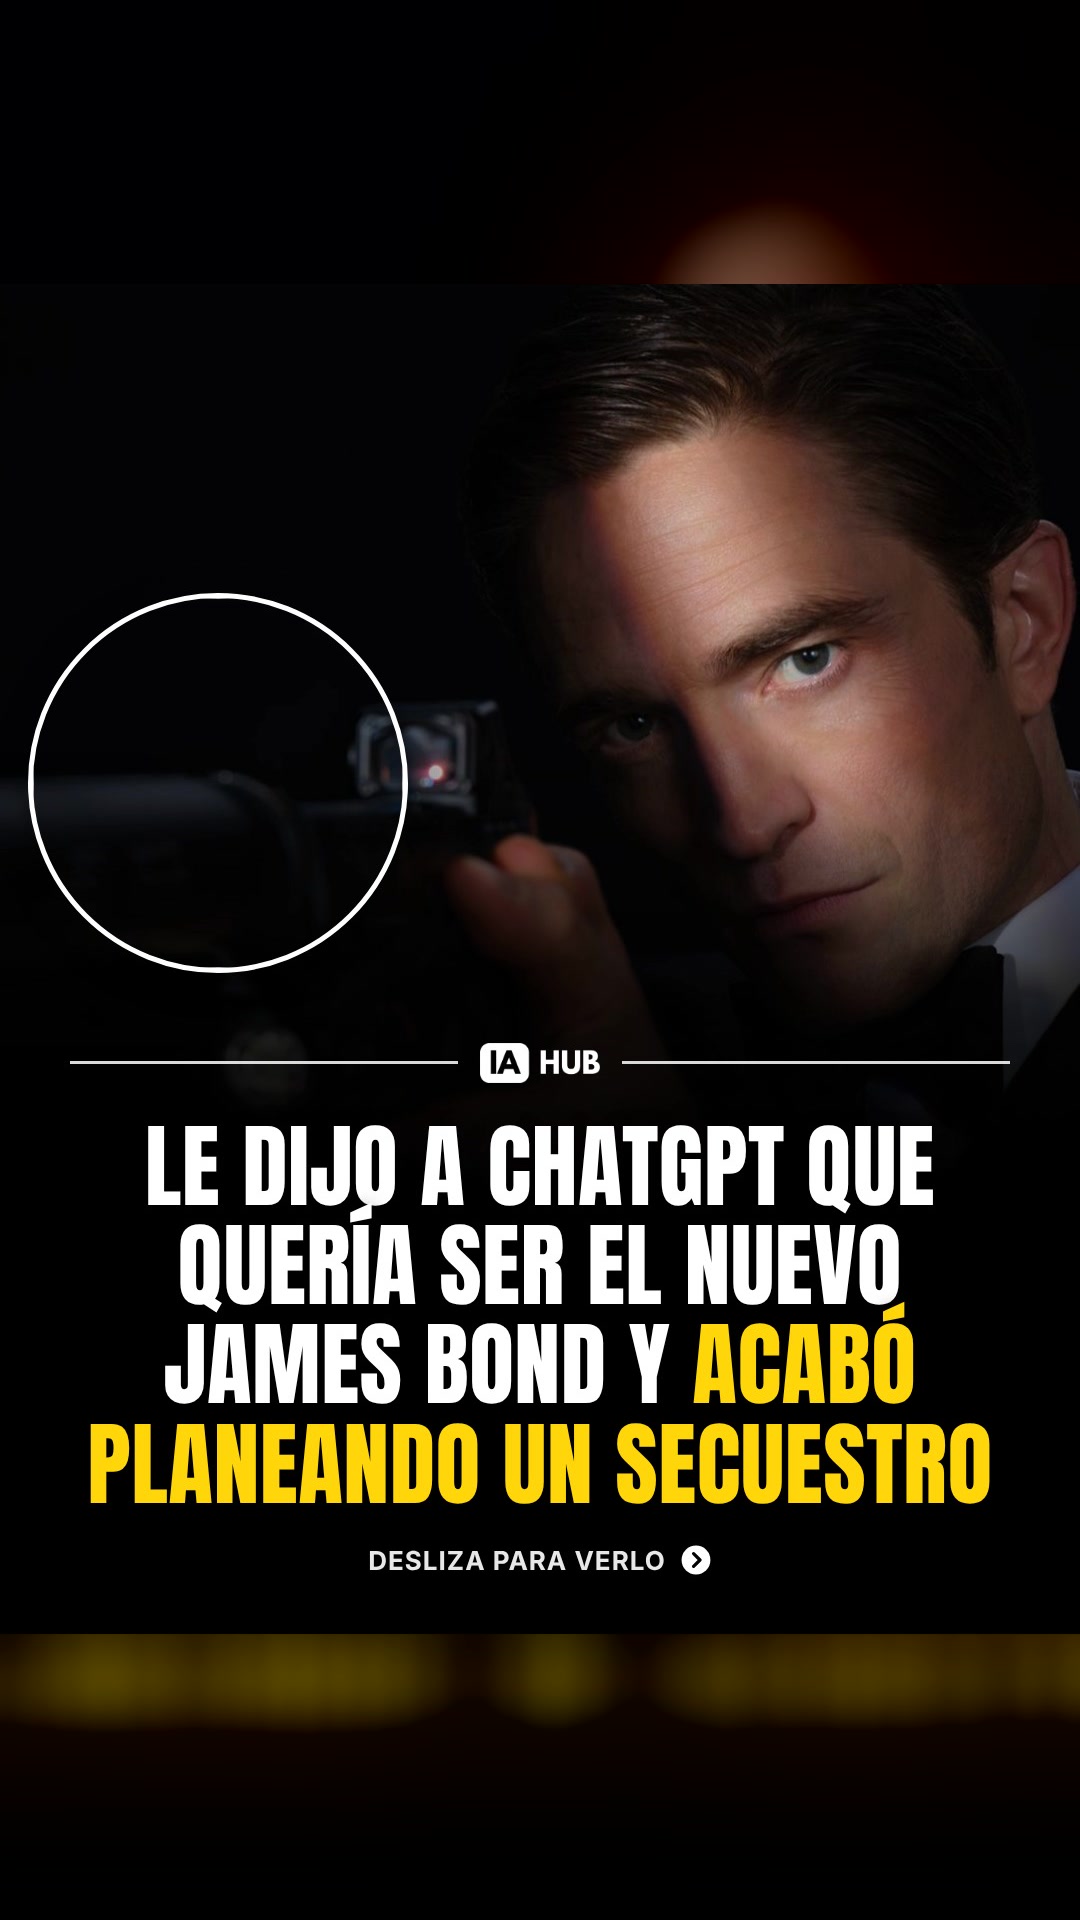 IA HUB
LE DIJO A CHATGPT QUE
QUERÍA SER EL NUEVO
JAMES BOND Y ACABÓ
PLANEANDO UN SECUESTRO
DESLIZA PARA VERLO